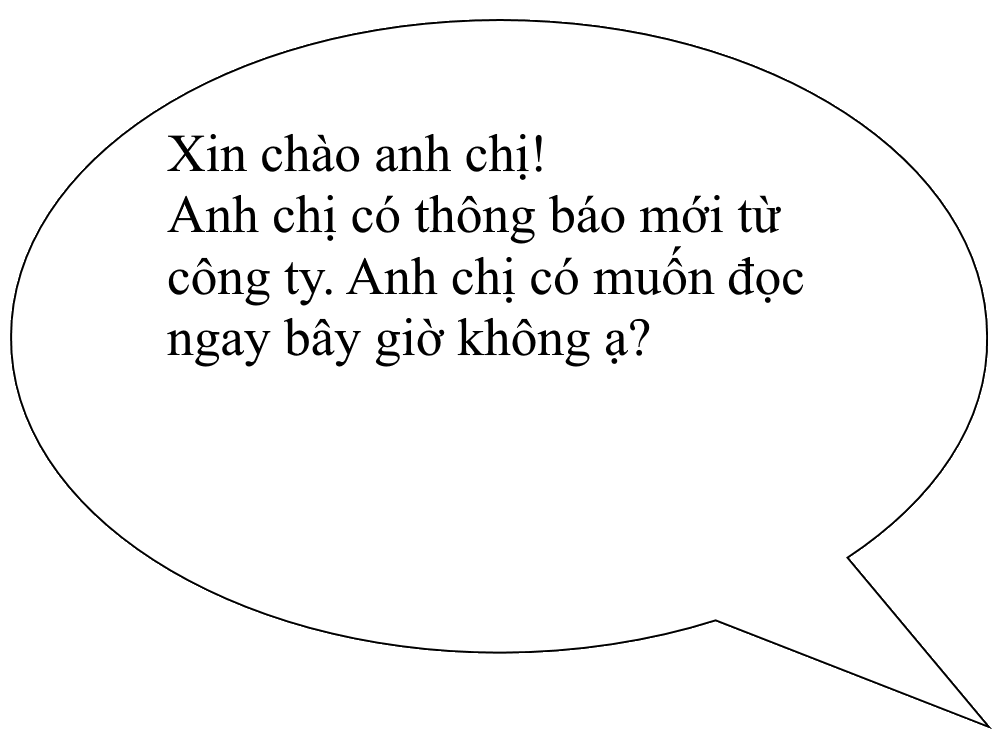 Xin chào anh chị!
Anh chị có thông báo mới từ
công ty. Anh chị có muốn đọc
ngay bây giờ không ạ?